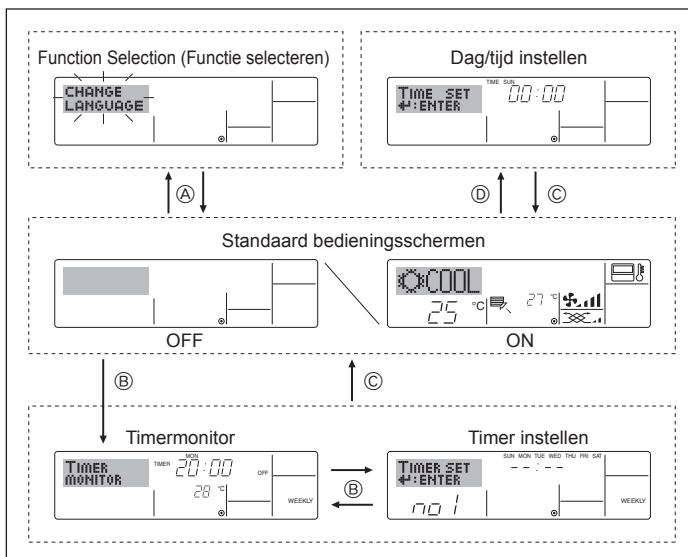 Function Selection (Functie selecteren)
CHANGE
LANGUAGE
Ⓐ
Dag/tijd instellen
TIME SUN
TIME SET 00:00
↵:ENTER
Ⓓ
Ⓒ
Standaard bedieningsschermen
OFF
COOL
25 °C
27 °C
ON
Ⓑ
Ⓒ
Timermonitor
MON
TIMER 20:00 OFF
TIMER
MONITOR
28 °C
WEEKLY
Ⓑ
Timer instellen
SUN MON TUE WED THU FRI SAT
TIMER SET --:--
↵:ENTER
no 1
WEEKLY